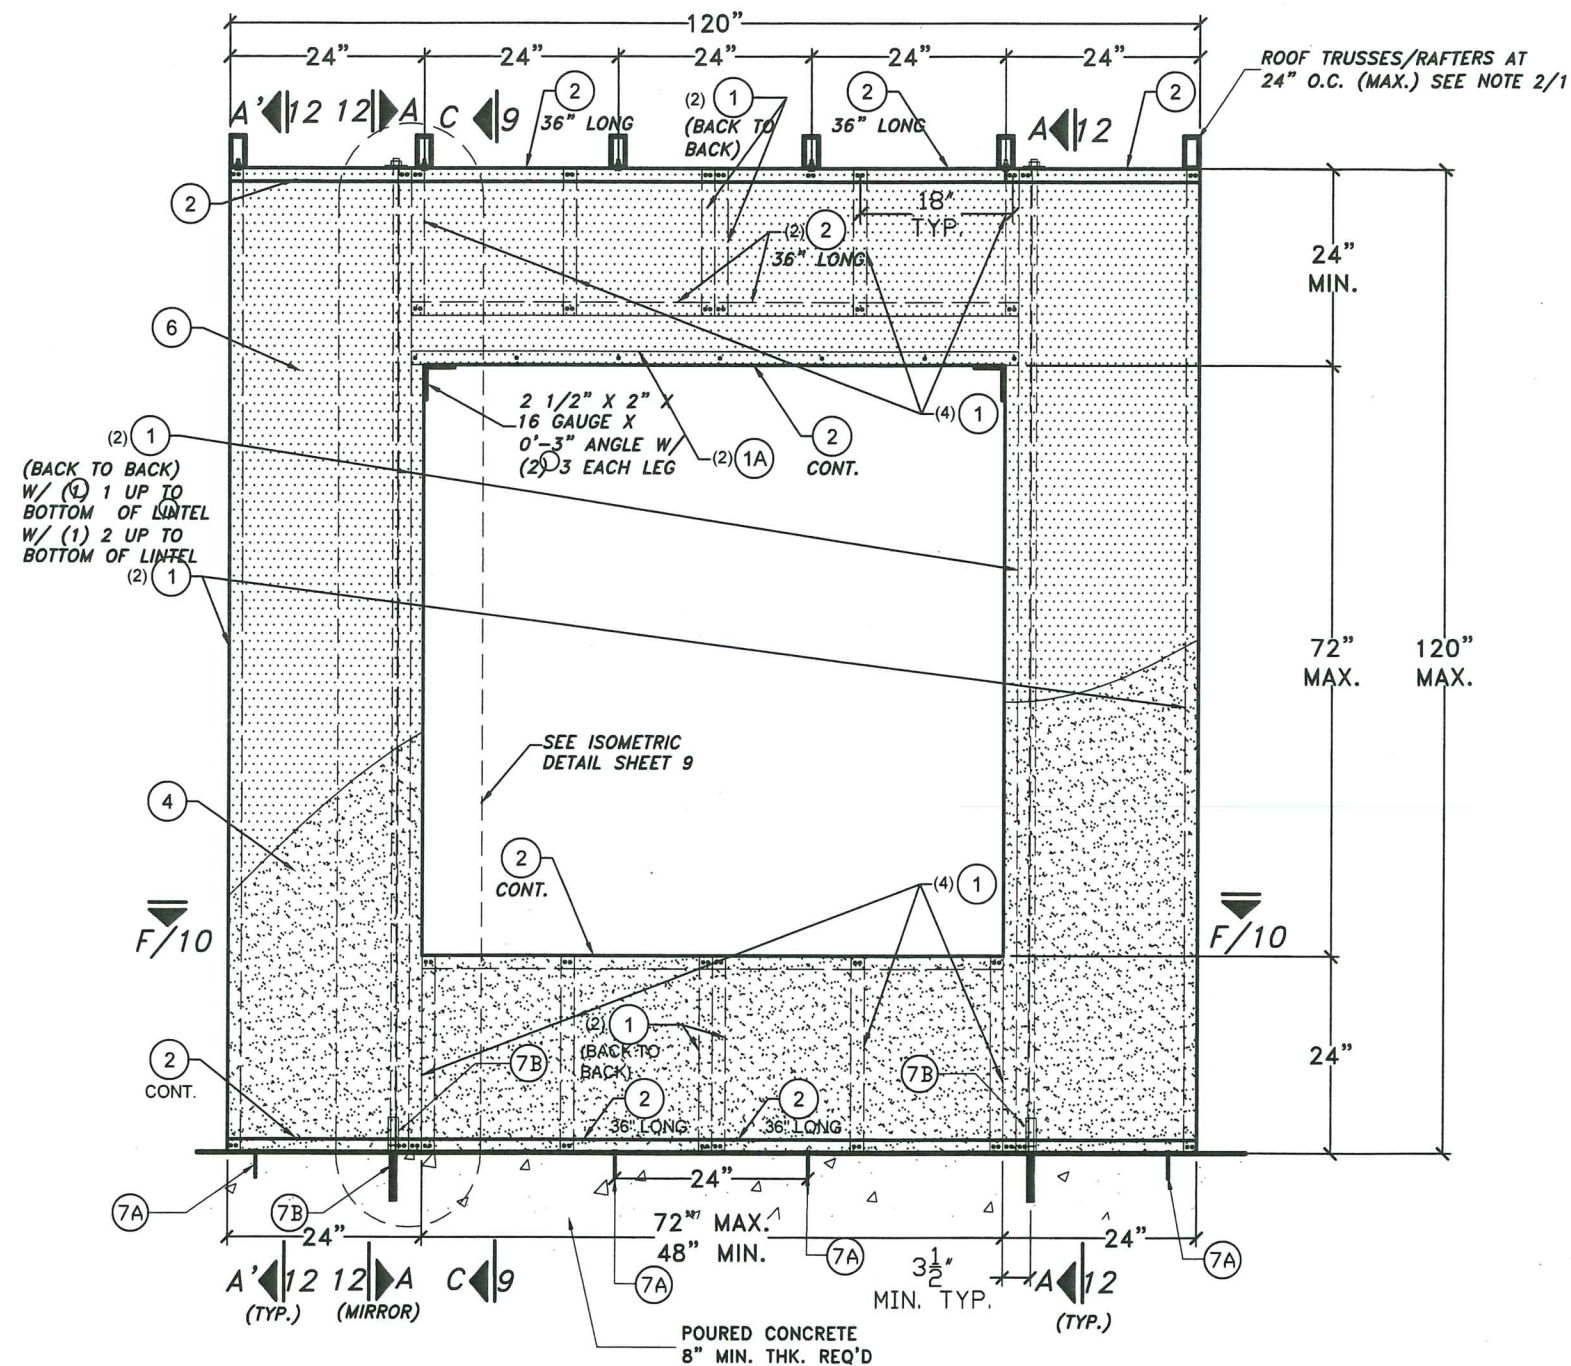 120"
24" 24" 24" 24" 24"
ROOF TRUSSES/RAFTERS AT
24" O.C. (MAX.) SEE NOTE 2/1
A' 12 12 A C 9
2
36" LONG
(2) 1
(BACK TO
BACK)
2
36" LONG
A 12
2
2
18"
TYP.
(2) 2
36" LONG
24"
MIN.
6
2 1/2" X 2" X
16 GAUGE X
0'-3" ANGLE W/
(2) 3 EACH LEG
(2) 1A
2
CONT.
(4) 1
(2) 1
(BACK TO BACK)
W/ (1) 1 UP TO
BOTTOM OF LINTEL
W/ (1) 2 UP TO
BOTTOM OF LINTEL
(2) 1
72"
MAX.
120"
MAX.
SEE ISOMETRIC
DETAIL SHEET 9
4
2
CONT.
(4) 1
F/10
F/10
2
CONT.
7B
(2) 1
(BACK TO
BACK)
2
36" LONG
2
36" LONG
7B
24"
7A
7B
24"
24"
72" MAX.
48" MIN.
7A
7A
3 1/2"
MIN. TYP.
24"
7A
A' 12
(TYP.)
12 A
(MIRROR)
C 9
A 12
(TYP.)
POURED CONCRETE
8" MIN. THK. REQ'D